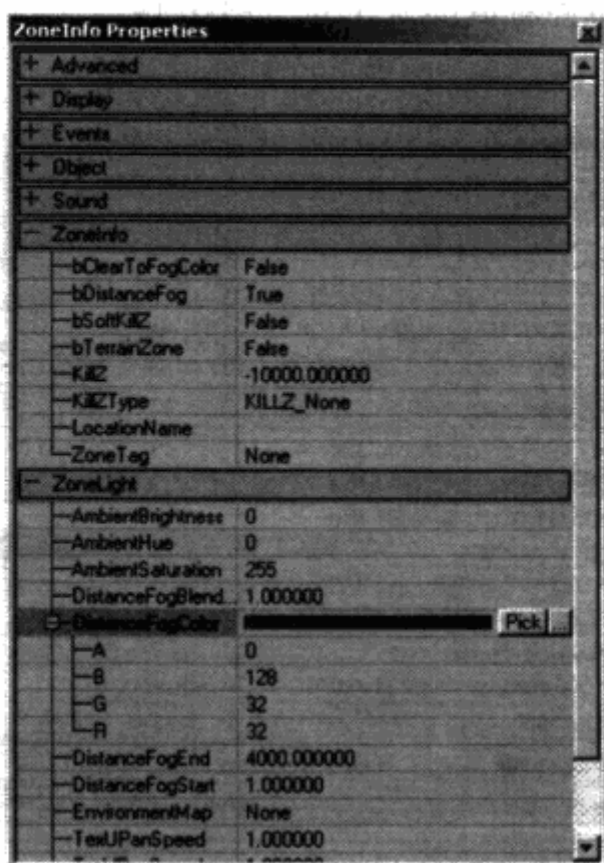 ZoneInfo Properties
+ Advanced
+ Display
+ Events
+ Object
+ Sound
- ZoneInfo
bClearToFogColor False
bDistanceFog True
bSoftKillZ False
bTerrainZone False
KillZ -10000.000000
KillZType KILLZ_None
LocationName
ZoneTag None
- ZoneLight
AmbientBrightness 0
AmbientHue 0
AmbientSaturation 255
DistanceFogBlend... 1.000000
DistanceFogColor Pick ...
A 0
B 128
G 32
R 32
DistanceFogEnd 4000.000000
DistanceFogStart 1.000000
EnvironmentMap None
TexUPanSpeed 1.000000